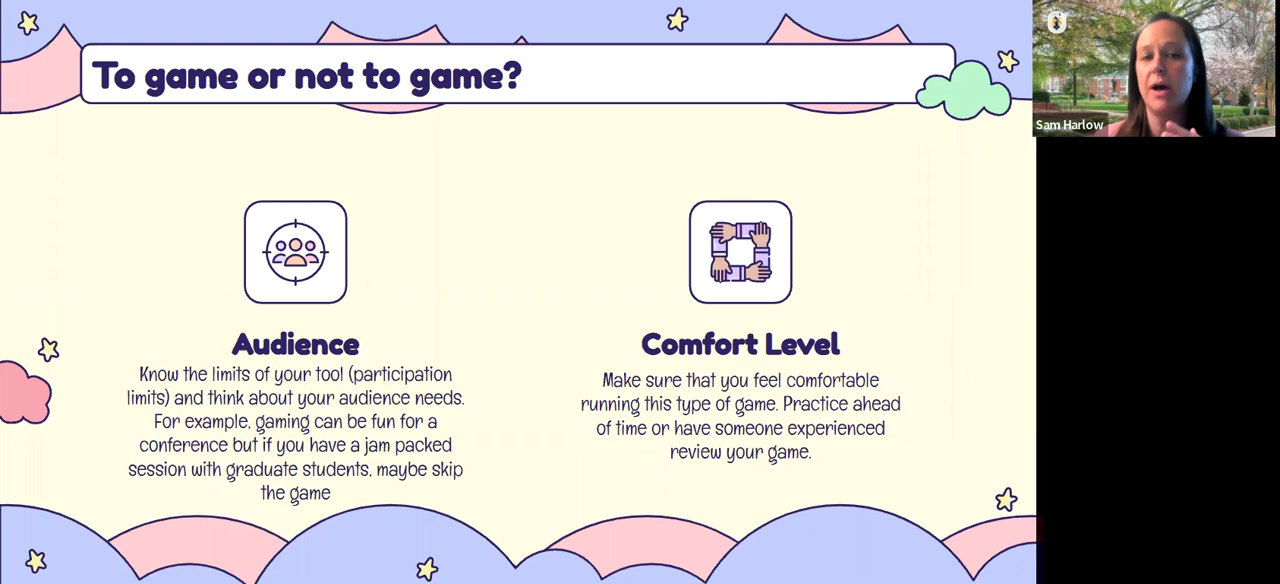 To game or not to game?
Sam Harlow
Audience
Know the limits of your tool (participation
limits) and think about your audience needs.
For example, gaming can be fun for a
conference but if you have a jam packed
session with graduate students, maybe skip
the game
Comfort Level
Make sure that you feel comfortable
running this type of game. Practice ahead
of time or have someone experienced
review your game.